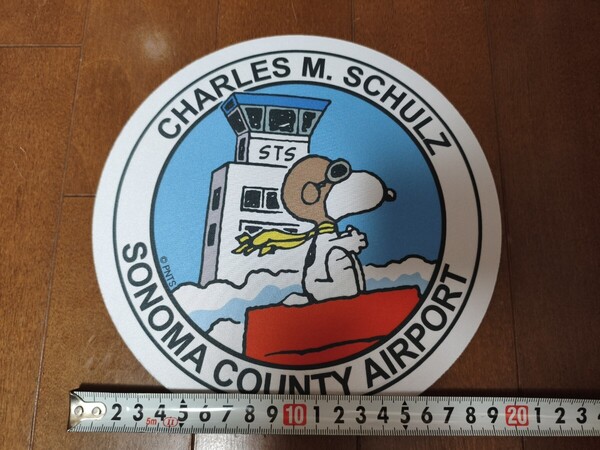 CHARLES M. SCHULZ
STS
© PNTS
SONOMA COUNTY AIRPORT
2 3 4 5 6 7 8 9 10 1 2 3 4 5 6 7 8 9 20 1 2 3
5m